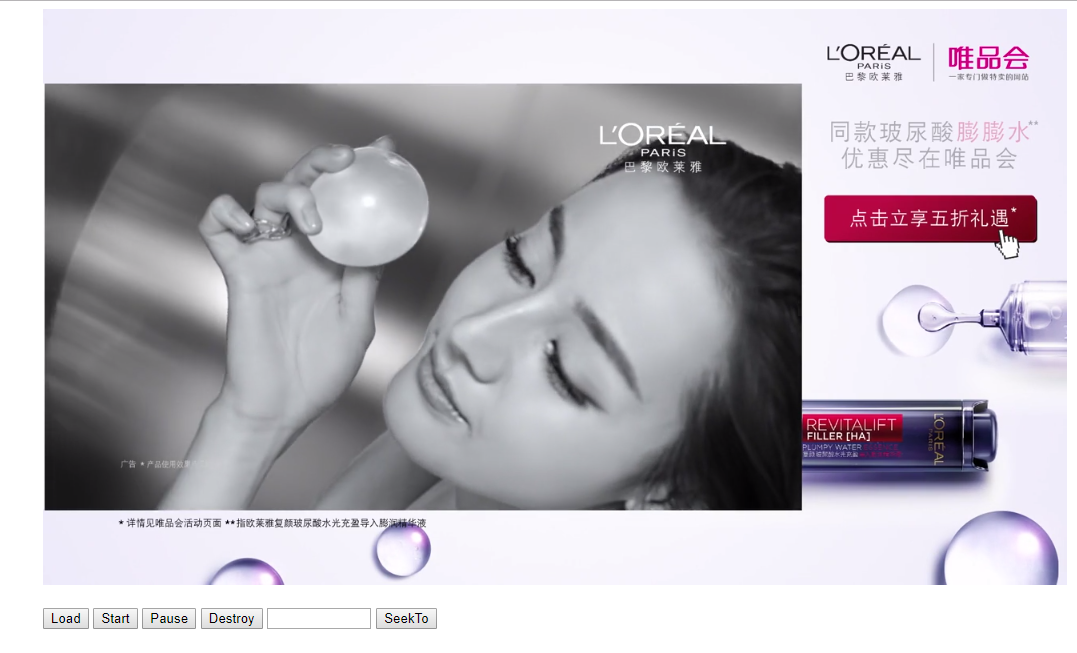 L'ORÉAL
PARiS
巴黎欧莱雅
唯品会
一家专门做特卖的网站
同款玻尿酸膨膨水**
优惠尽在唯品会
点击立享五折礼遇*
L'ORÉAL
PARiS
巴黎欧莱雅
REVITALIFT
FILLER [HA]
PLUMPY WATER
L'ORÉAL
PARiS
广告 *产品使用
*详情见唯品会活动页面 **指欧莱雅复颜玻尿酸水光充盈导入膨润精华液
Load Start Pause Destroy SeekTo